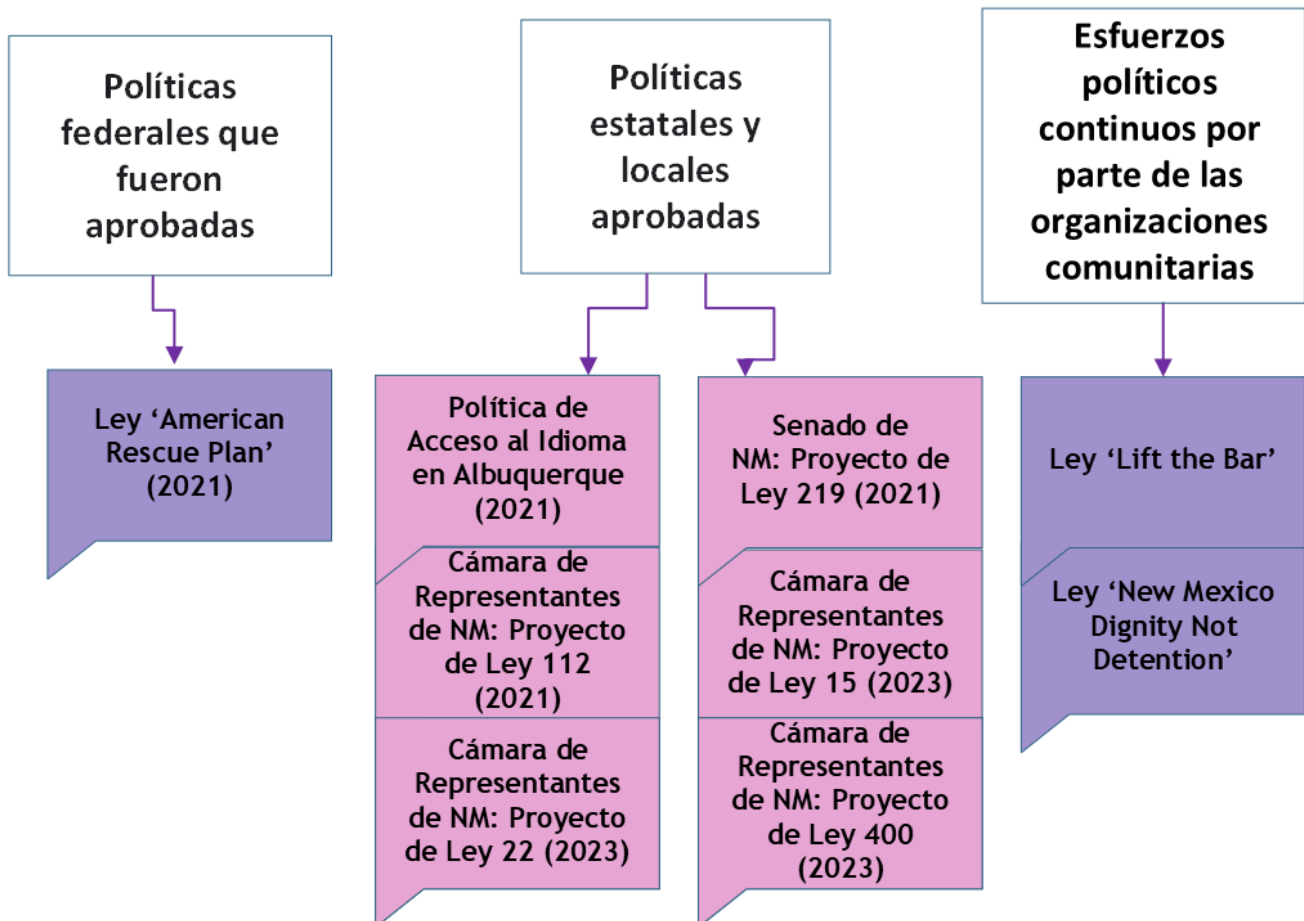 Políticas
federales que
fueron
aprobadas
Ley ‘American
Rescue Plan’
(2021)
Políticas
estatales y
locales
aprobadas
Política de
Acceso al Idioma
en Albuquerque
(2021)
Cámara de
Representantes
de NM: Proyecto
de Ley 112
(2021)
Cámara de
Representantes
de NM: Proyecto
de Ley 22 (2023)
Senado de
NM: Proyecto de
Ley 219 (2021)
Cámara de
Representantes
de NM: Proyecto
de Ley 15 (2023)
Cámara de
Representantes
de NM: Proyecto
de Ley 400
(2023)
Esfuerzos
políticos
continuos por
parte de las
organizaciones
comunitarias
Ley ‘Lift the Bar’
Ley ‘New Mexico
Dignity Not
Detention’